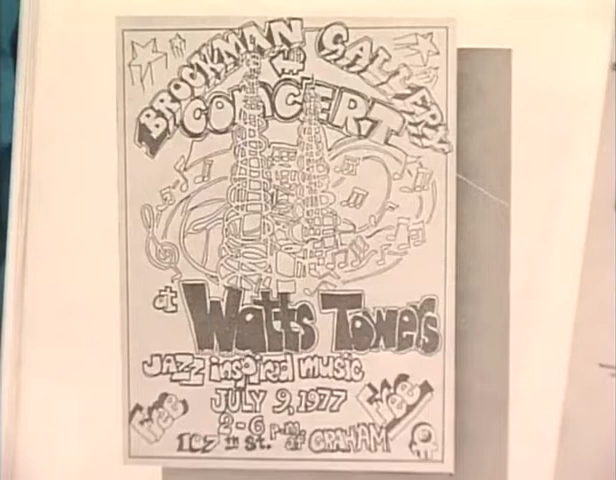 BROCKMAN GALLERY
CONCERT
at Watts Towers
JAZZ inspired music
Free JULY 9, 1977 Free
2-6 p.m.
107 th st. at GRAHAM